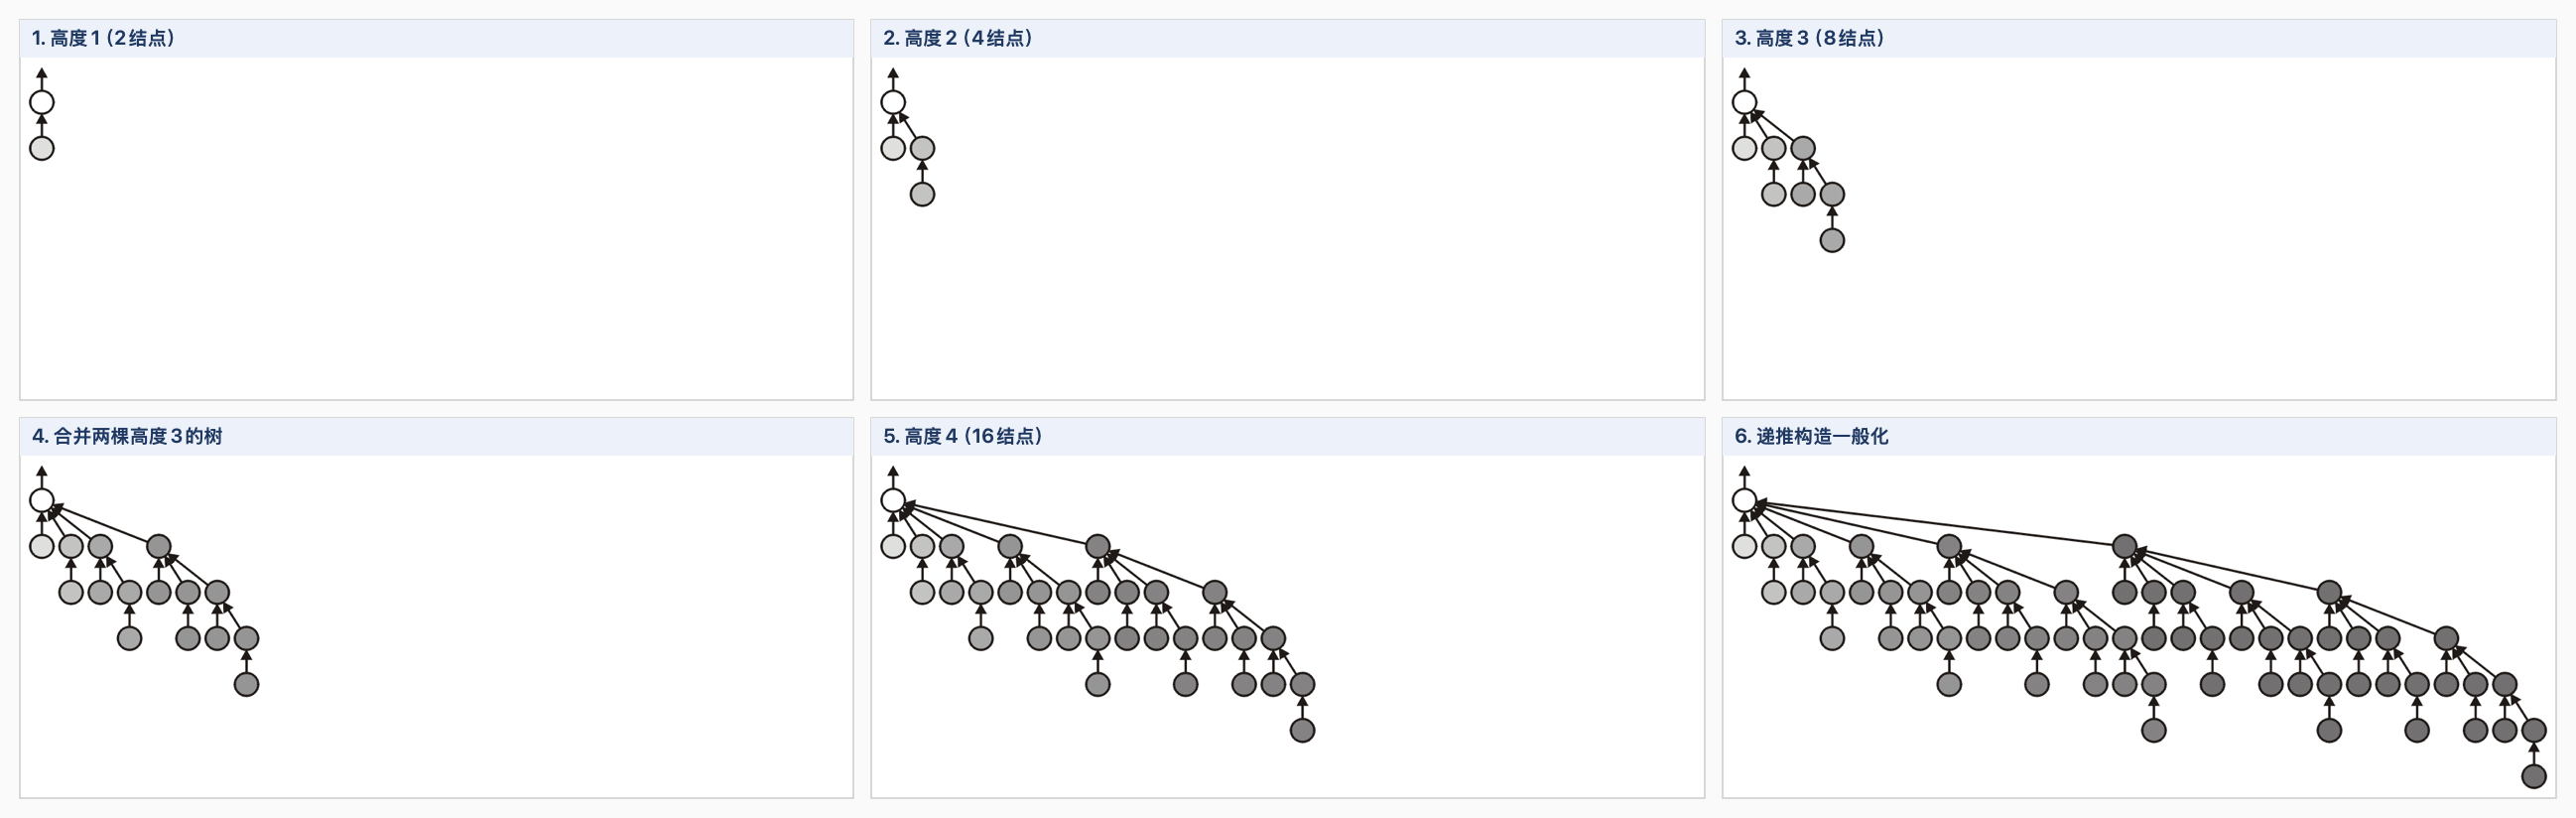 1. 高度 1（2结点）
2. 高度 2（4结点）
3. 高度 3（8结点）
4. 合并两棵高度 3 的树
5. 高度 4（16结点）
6. 递推构造一般化